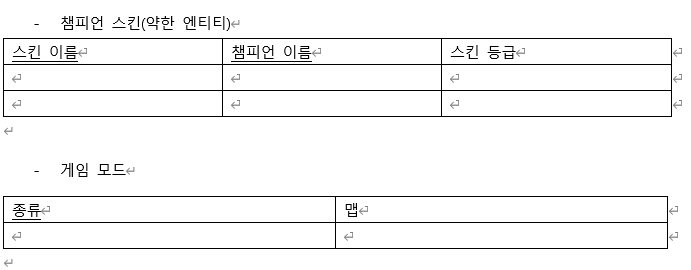 - 챔피언 스킨(약한 엔티티)
스킨 이름 챔피언 이름 스킨 등급
- 게임 모드
종류 맵